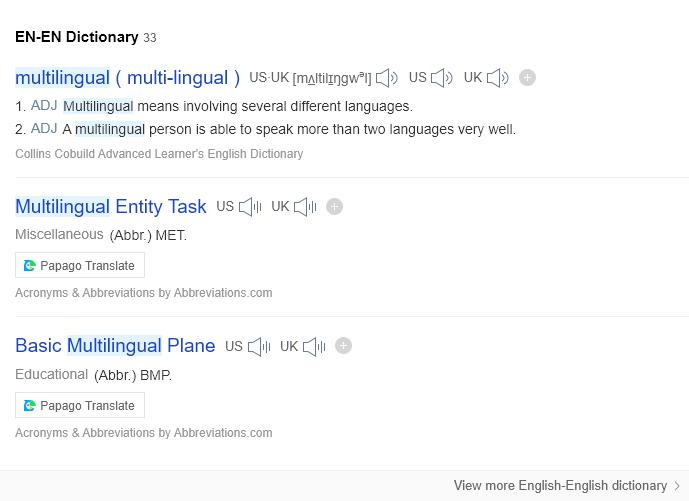 EN-EN Dictionary 33
multilingual ( multi-lingual ) US·UK [mʌltilɪŋgwᵊl] US UK
1. ADJ Multilingual means involving several different languages.
2. ADJ A multilingual person is able to speak more than two languages very well.
Collins Cobuild Advanced Learner's English Dictionary
Multilingual Entity Task US UK
Miscellaneous (Abbr.) MET.
Papago Translate
Acronyms & Abbreviations by Abbreviations.com
Basic Multilingual Plane US UK
Educational (Abbr.) BMP.
Papago Translate
Acronyms & Abbreviations by Abbreviations.com
View more English-English dictionary